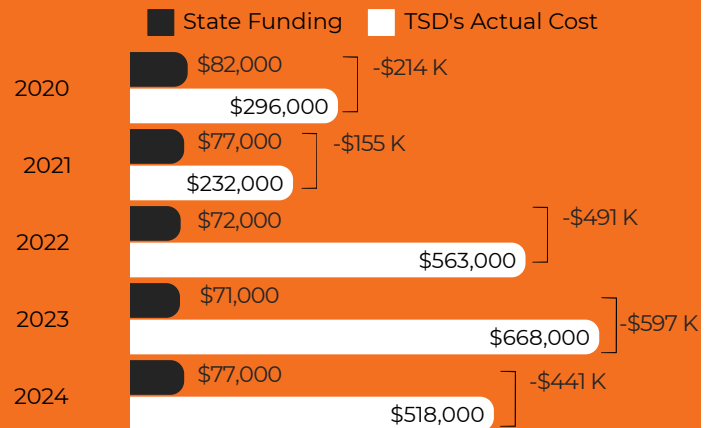 State Funding TSD's Actual Cost
2020
$82,000
-$214 K
$296,000
2021
$77,000
-$155 K
$232,000
2022
$72,000
-$491 K
$563,000
2023
$71,000
-$597 K
$668,000
2024
$77,000
-$441 K
$518,000